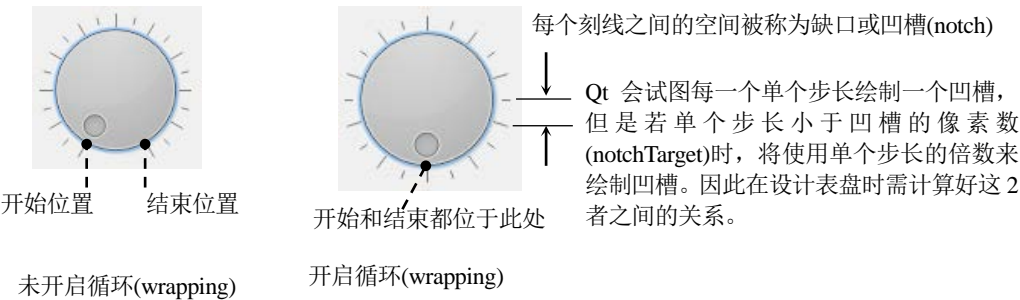 每个刻线之间的空间被称为缺口或凹槽(notch)
Qt 会试图每一个单个步长绘制一个凹槽，
但是若单个步长小于凹槽的像素数
(notchTarget)时，将使用单个步长的倍数来
绘制凹槽。因此在设计表盘时需计算好这 2
者之间的关系。
开始位置
结束位置
开始和结束都位于此处
未开启循环(wrapping)
开启循环(wrapping)